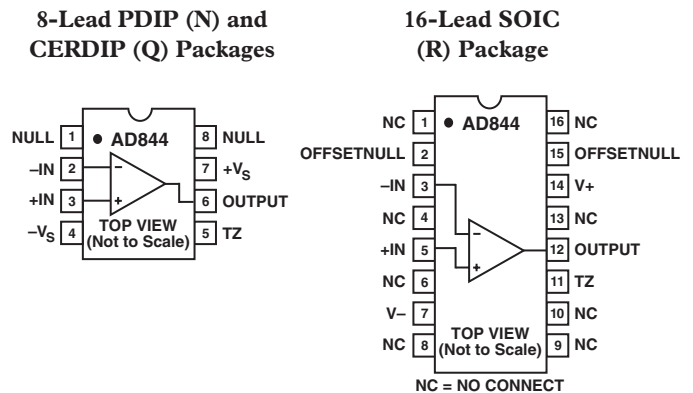 8-Lead PDIP (N) and
CERDIP (Q) Packages
NULL 1 AD844 8 NULL
–IN 2 – 7 +VS
+IN 3 + 6 OUTPUT
–VS 4 TOP VIEW 5 TZ
(Not to Scale)
16-Lead SOIC
(R) Package
NC 1 AD844 16 NC
OFFSETNULL 2 15 OFFSETNULL
–IN 3 14 V+
NC 4 – 13 NC
+IN 5 + 12 OUTPUT
NC 6 11 TZ
V– 7 TOP VIEW 10 NC
NC 8 (Not to Scale) 9 NC
NC = NO CONNECT